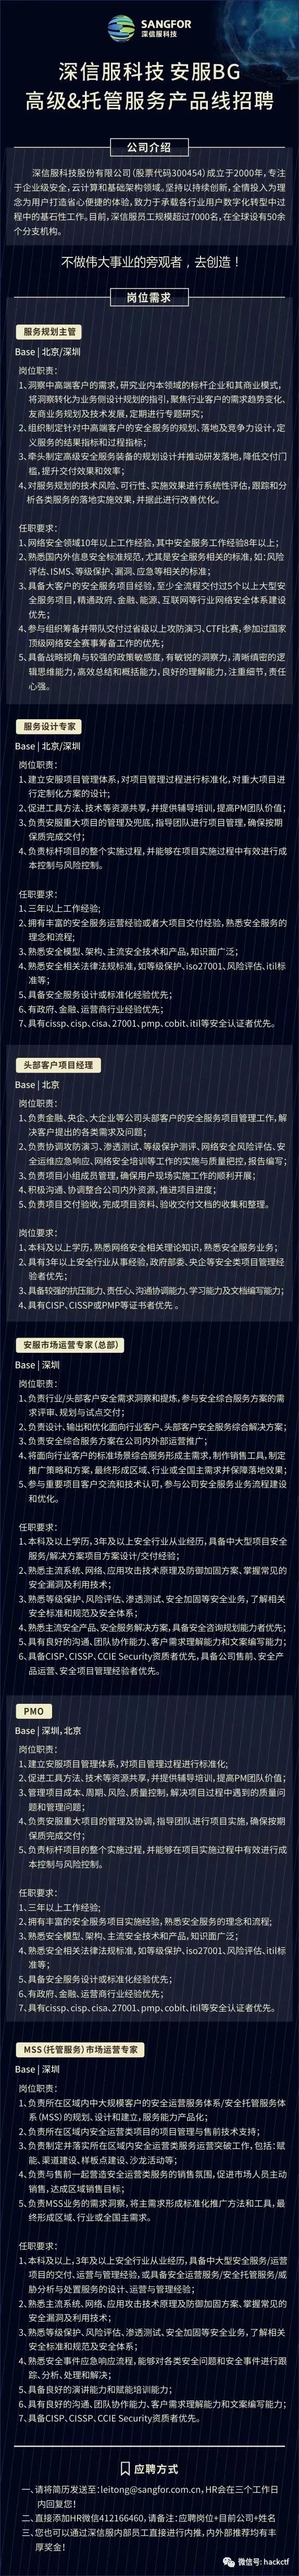 SANGFOR
深信服科技
深信服科技 安服BG
高级&托管服务产品线招聘
公司介绍
深信服科技股份有限公司（股票代码300454）成立于2000年，专注
于企业级安全，云计算和基础架构领域。坚持以持续创新，全情投入为理
念为用户打造省心便捷的体验，致力于承载各行业用户数字化转型中过
程中的基石性工作。目前，深信服员工规模超过7000名，在全球设有50余
个分支机构。
不做伟大事业的旁观者，去创造！
岗位需求
服务规划主管
Base | 北京/深圳
岗位职责：
1、洞察中高端客户的需求，研究业内本领域的标杆企业和其商业模式，
将洞察转化为业务侧设计规划的指引，聚焦行业客户的需求趋势变化、
友商业务规划及技术发展，定期进行专题研究；
2、组织制定针对中高端客户的安全服务的规划、落地及竞争力设计，定
义服务的结果指标和过程指标；
3、牵头制定高级安全服务装备的规划设计并推动研发落地，降低交付门
槛，提升交付效果和效率；
4、对服务规划的技术风险、可行性、实施效果进行系统性评估，跟踪和分
析各类服务的落地实施效果，并据此进行改善优化。
任职要求：
1、网络安全领域10年以上工作经验，其中安全服务工作经验8年以上；
2、熟悉国内外信息安全标准规范，尤其是安全服务相关的标准，如：风险
评估、ISMS、等级保护、漏洞、应急等相关的标准；
3、具备大客户的安全服务项目经验，至少全流程交付过5个以上大型安
全服务项目，精通政府、金融、能源、互联网等行业网络安全体系建设
优先；
4、参与组织筹备并带队交付过省级以上攻防演习、CTF比赛，参加过国家
顶级网络安全赛事筹备工作的优先；
5、具备战略视角与较强的政策敏感度，有敏锐的洞察力，清晰缜密的逻
辑思维能力，高效总结和概括能力，良好的理解能力，注重细节，责任
心强。
服务设计专家
Base | 北京/深圳
岗位职责：
1、建立安服项目管理体系，对项目管理过程进行标准化，对重大项目进
行定制化方案的设计;
2、促进工具方法、技术等资源共享，并提供辅导培训，提高PM团队价值；
3、负责安服重大项目的管理及兜底，指导团队进行项目管理，确保按期
保质完成交付；
4、负责标杆项目的整个实施过程，并能够在项目实施过程中有效进行成
本控制与风险控制。
任职要求：
1、三年以上工作经验；
2、拥有丰富的安全服务运营经验或者大项目交付经验，熟悉安全服务的
理念和流程；
3、熟悉安全模型、架构、主流安全技术和产品，知识面广泛；
4、熟悉安全相关法律法规标准，如等级保护、iso27001、风险评估、itil标
准等；
5、具备安全服务设计或标准化经验优先；
6、有政府、金融、运营商行业经验优先；
7、具有cissp、cisp、cisa、27001、pmp、cobit、itil等安全认证者优先。
头部客户项目经理
Base | 北京
岗位职责：
1、负责金融、央企、大企业等公司头部客户的安全服务项目管理工作，解
决客户提出的各类需求及问题；
2、负责协调攻防演习、渗透测试、等级保护测评、网络安全风险评估、安
全运维应急响应、网络安全培训等工作的实施与质量把控，报告编写；
3、负责项目小组成员管理，确保用户现场实施工作的顺利开展；
4、积极沟通、协调整合公司内外资源，推进项目进度；
5、负责项目交付验收，完成项目资料、验收交付文档的收集和整理。
岗位要求：
1、本科及以上学历，熟悉网络安全相关理论知识，熟悉安全服务业务；
2、具有3年以上安全行业从事经验，政府部委、央企等安全类项目管理经
验者优先；
3、具备较强的抗压能力、责任心、沟通协调能力、学习能力及文档编写能力；
4、具有CISP、CISSP或PMP等证书者优先 。
安服市场运营专家（总部）
Base | 深圳
岗位职责：
1、负责行业/头部客户安全需求洞察和提炼，参与安全综合服务方案的需
求评审、规划与试点交付；
2、负责设计、输出和优化面向行业客户、头部客户安全服务综合解决方案；
3、负责安全综合服务方案在公司内外部运营推广；
4、将面向行业客户的标准场景综合服务形成主需求，制作销售工具，制定
推广策略和方案，最终形成区域、行业或全国主需求并保障落地效果；
5、参与重要项目客户交流和技术认可，参与公司安全服务业务流程建设
和优化。
任职要求：
1、本科及以上学历，3年及以上安全行业从业经历，具备中大型项目安全
服务/解决方案项目方案设计/交付经验；
2、熟悉主流系统、网络、应用攻击技术原理及防御加固方案、掌握常见的
安全漏洞及利用技术；
3、熟悉等级保护、风险评估、渗透测试、安全加固等安全业务，了解相关
安全标准和规范及安全体系；
4、熟悉主流安全产品、安全服务解决方案，具备安全咨询规划能力者优先；
5、具有良好的沟通、团队协作能力、客户需求理解能力和文案编写能力；
6、具备CISP、CISSP、CCIE Security资质者优先，具备公司售前、安全产
品运营、安全项目管理经验者优先。
PMO
Base | 深圳，北京
岗位职责：
1、建立安服项目管理体系，对项目管理过程进行标准化;
2、促进工具方法、技术等资源共享，并提供辅导培训，提高PM团队价值；
3、管理项目成本、周期、风险、质量控制，解决项目过程中遇到的质量问
题和管理问题；
4、负责安服重大项目的管理及协调，指导团队进行项目实施，确保按期
保质完成交付；
5、负责标杆项目的整个实施过程，并能够在项目实施过程中有效进行成
本控制与风险控制。
任职要求：
1、三年以上工作经验；
2、拥有丰富的安全服务项目实施经验，熟悉安全服务的理念和流程;
3、熟悉安全模型、架构、主流安全技术和产品，知识面广泛；
4、熟悉安全相关法律法规标准，如等级保护、iso27001、风险评估、itil标
准等；
5、具备安全服务设计或标准化经验优先；
6、有政府、金融、运营商行业经验优先；
7、具有cissp、cisp、cisa、27001、pmp、cobit、itil等安全认证者优先。
MSS（托管服务）市场运营专家
Base | 深圳
岗位职责：
1、负责所在区域内中大规模客户的安全运营服务体系/安全托管服务体
系（MSS）的规划、设计和建立，服务能力产品化；
2、负责所在区域内安全运营类项目的项目管理与售前技术支持；
3、负责制定并落实所在区域内安全运营类服务运营突破工作，包括：赋
能、渠道建设、样板点建设、沙龙活动等；
4、负责与售前一起营造安全运营类服务的销售氛围，促进市场人员主动
销售，达成区域销售目标；
5、负责MSS业务的需求洞察，将主需求形成标准化推广方法和工具，最
终形成区域、行业或全国主需求。
任职要求：
1、本科及以上，3年及以上安全行业从业经历，具备中大型安全服务/运营
项目的交付、运营与管理经验，或具备安全运营服务/安全托管服务/威
胁分析与处置服务的设计、运营与管理经验；
2、熟悉主流系统、网络、应用攻击技术原理及防御加固方案、掌握常见的
安全漏洞及利用技术；
3、熟悉等级保护、风险评估、渗透测试、安全加固等安全业务，了解相关
安全标准和规范及安全体系；
4、熟悉安全事件应急响应流程，能够对各类安全问题和安全事件进行跟
踪、分析、处理和解决；
5、具备良好的演讲能力和赋能培训能力；
6、具有良好的沟通、团队协作能力、客户需求理解能力和文案编写能力；
7、具备CISP、CISSP、CCIE Security资质者优先。
应聘方式
一、请将简历发送至：leitong@sangfor.com.cn，HR会在三个工作日
内回复您！
二、直接添加HR微信412166460，请备注：应聘岗位+目前公司+姓名
三、您也可以通过深信服内部员工直接进行内推，内外部推荐均有丰
厚奖金！
微信号: hackctf